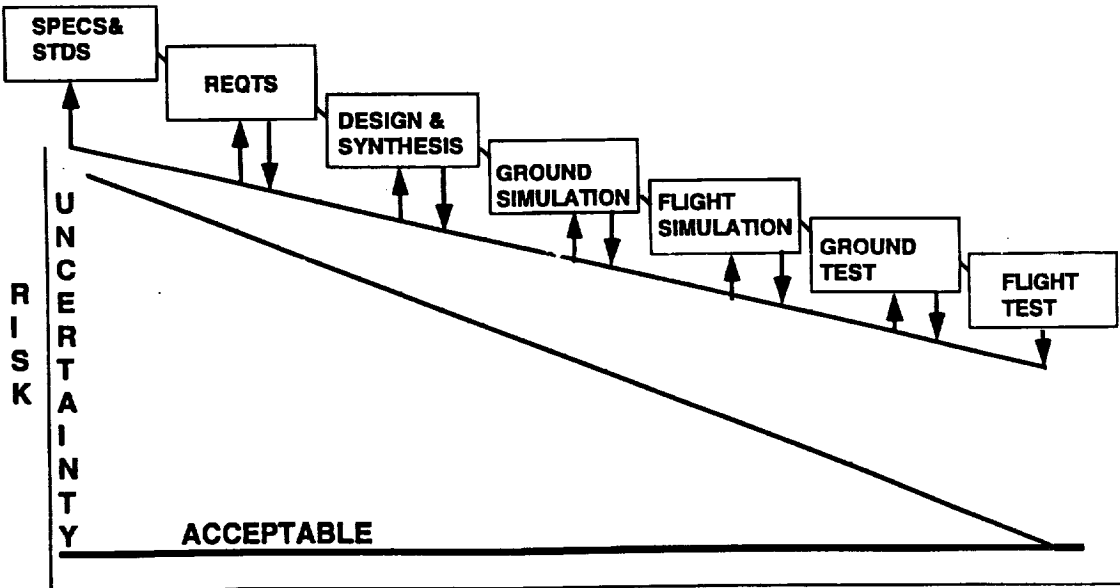 SPECS&
STDS
REQTS
DESIGN &
SYNTHESIS
GROUND
SIMULATION
FLIGHT
SIMULATION
GROUND
TEST
FLIGHT
TEST
RISK
UNCERTAINTY
ACCEPTABLE